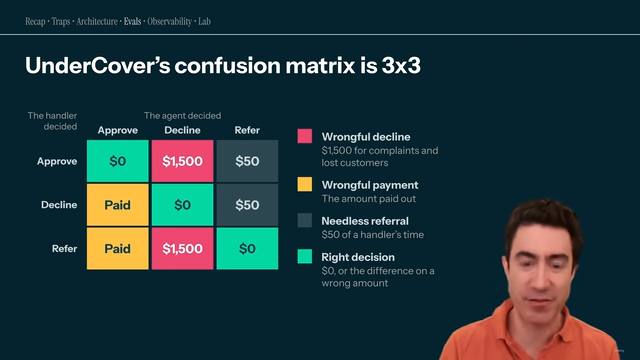 Recap • Traps • Architecture • Evals • Observability • Lab
UnderCover's confusion matrix is 3x3
The handler decided
The agent decided
Approve Decline Refer
Approve $0 $1,500 $50
Decline Paid $0 $50
Refer Paid $1,500 $0
Wrongful decline
$1,500 for complaints and
lost customers
Wrongful payment
The amount paid out
Needless referral
$50 of a handler's time
Right decision
$0, or the difference on a
wrong amount